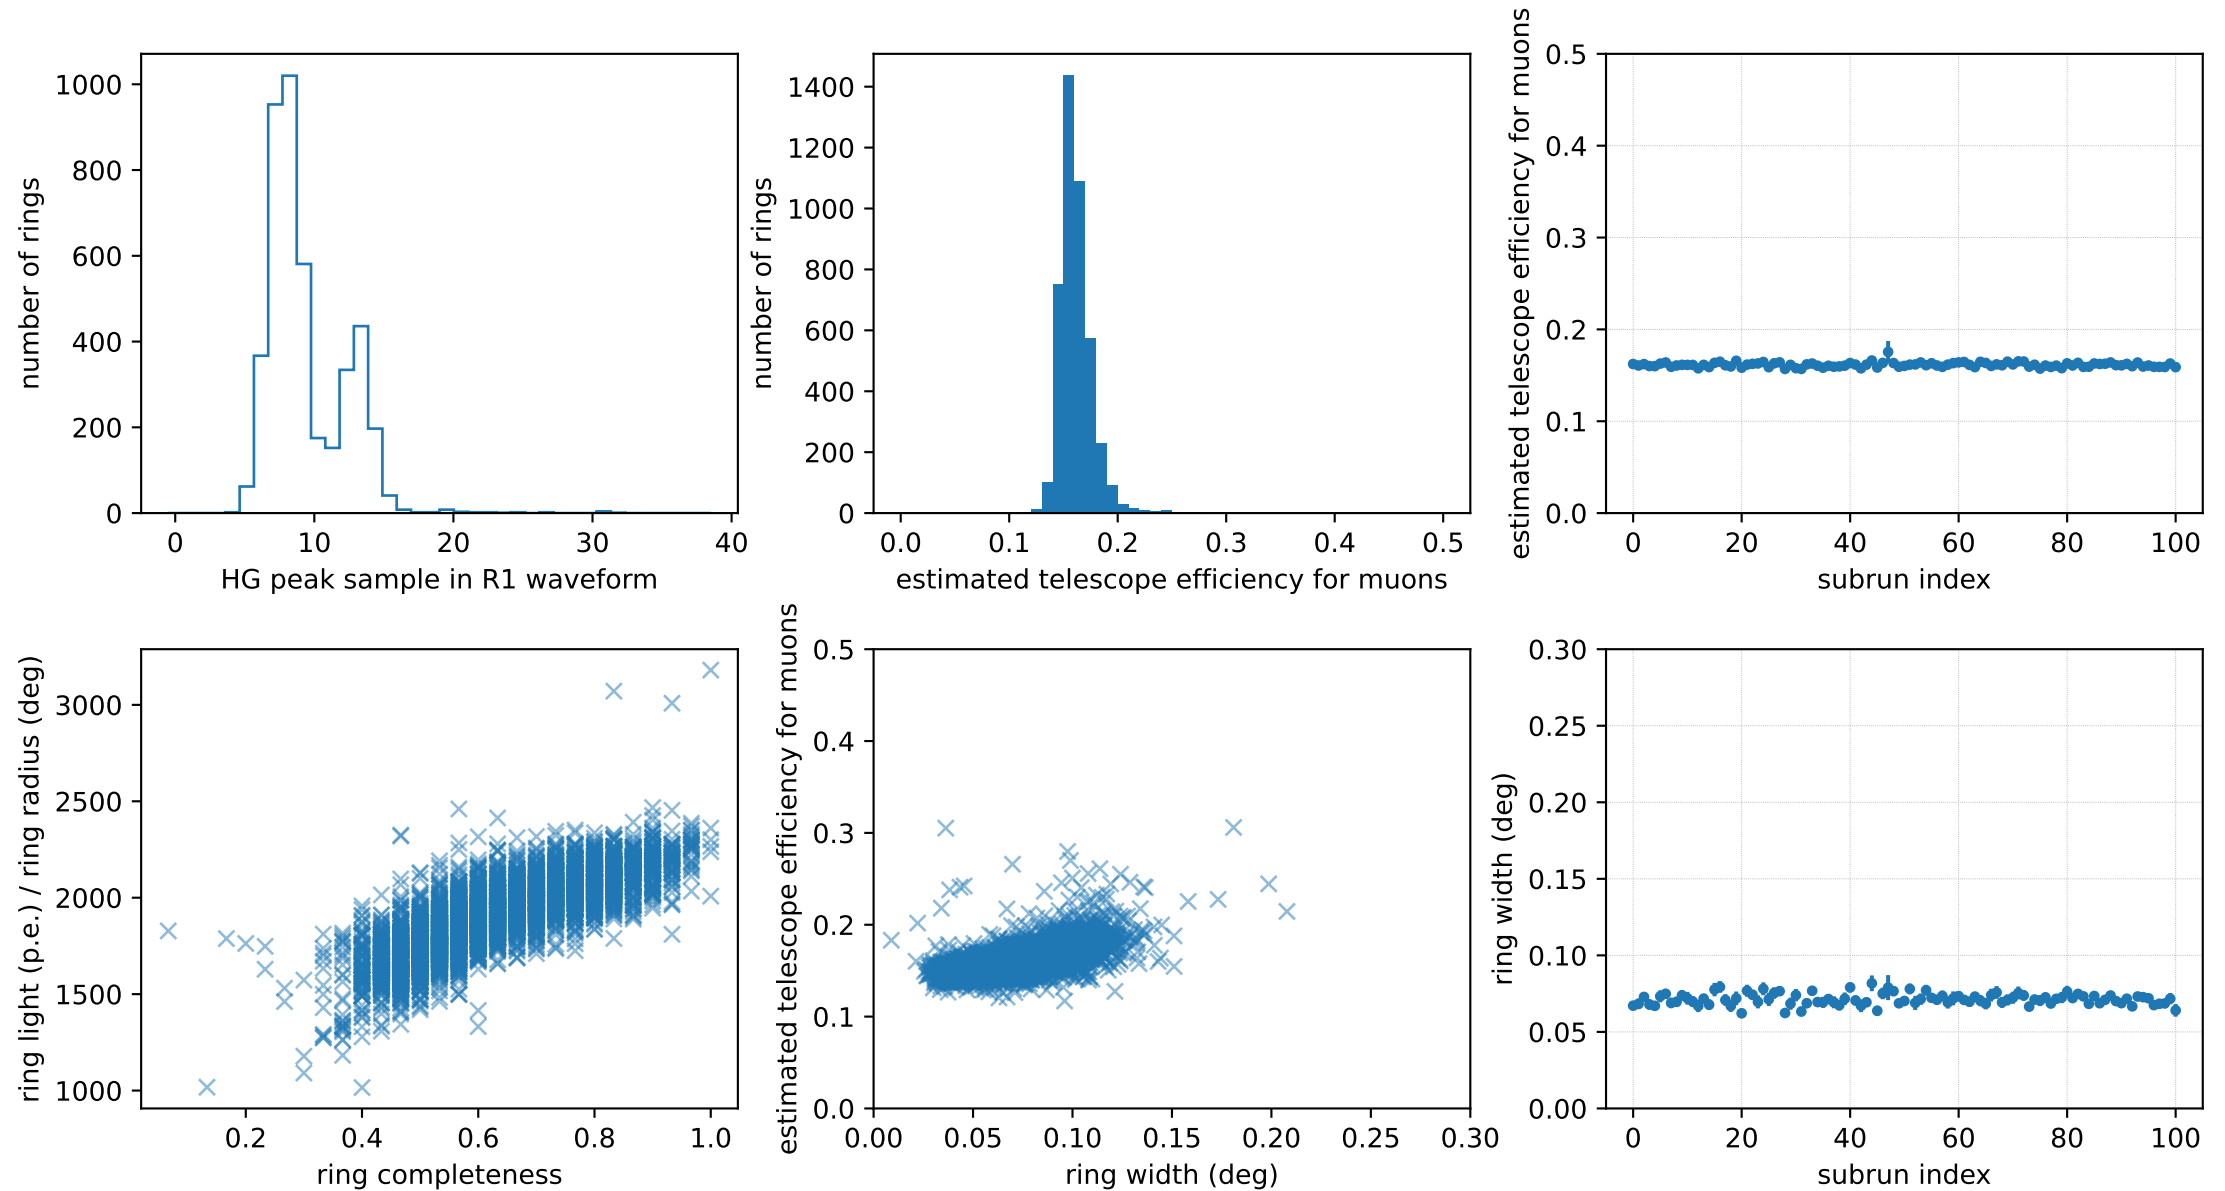 number of rings
1000
800
600
400
200
0
0 10 20 30 40
HG peak sample in R1 waveform
number of rings
1400
1200
1000
800
600
400
200
0
0.0 0.1 0.2 0.3 0.4 0.5
estimated telescope efficiency for muons
estimated telescope efficiency for muons
0.5
0.4
0.3
0.2
0.1
0.0
0 20 40 60 80 100
subrun index
ring light (p.e.) / ring radius (deg)
3000
2500
2000
1500
1000
0.2 0.4 0.6 0.8 1.0
ring completeness
estimated telescope efficiency for muons
0.5
0.4
0.3
0.2
0.1
0.0
0.00 0.05 0.10 0.15 0.20 0.25 0.30
ring width (deg)
ring width (deg)
0.30
0.25
0.20
0.15
0.10
0.05
0.00
0 20 40 60 80 100
subrun index